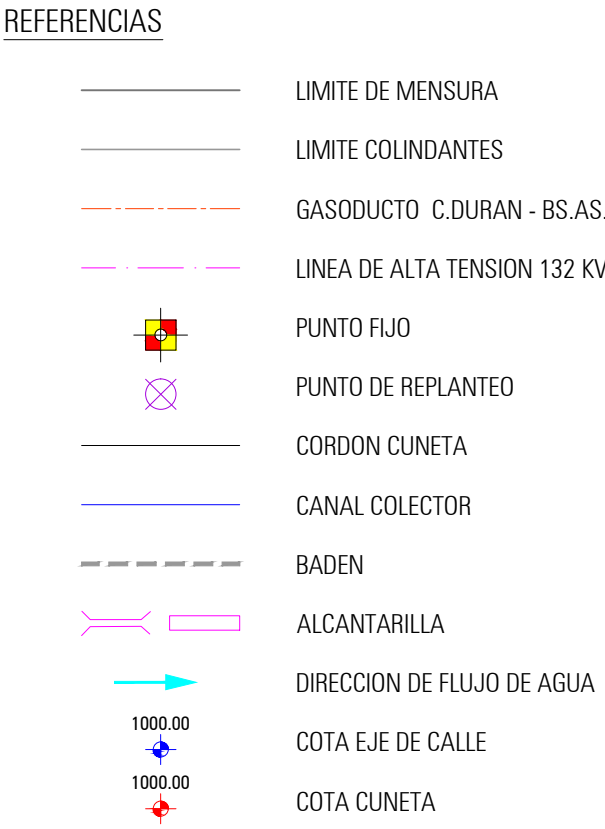 REFERENCIAS
LIMITE DE MENSURA
LIMITE COLINDANTES
GASODUCTO C.DURAN - BS.AS.
LINEA DE ALTA TENSION 132 KV
PUNTO FIJO
PUNTO DE REPLANTEO
CORDON CUNETA
CANAL COLECTOR
BADEN
ALCANTARILLA
DIRECCION DE FLUJO DE AGUA
1000.00
COTA EJE DE CALLE
1000.00
COTA CUNETA